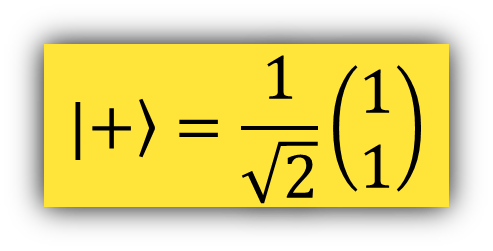 |+⟩ = 1/√2 (1 1)